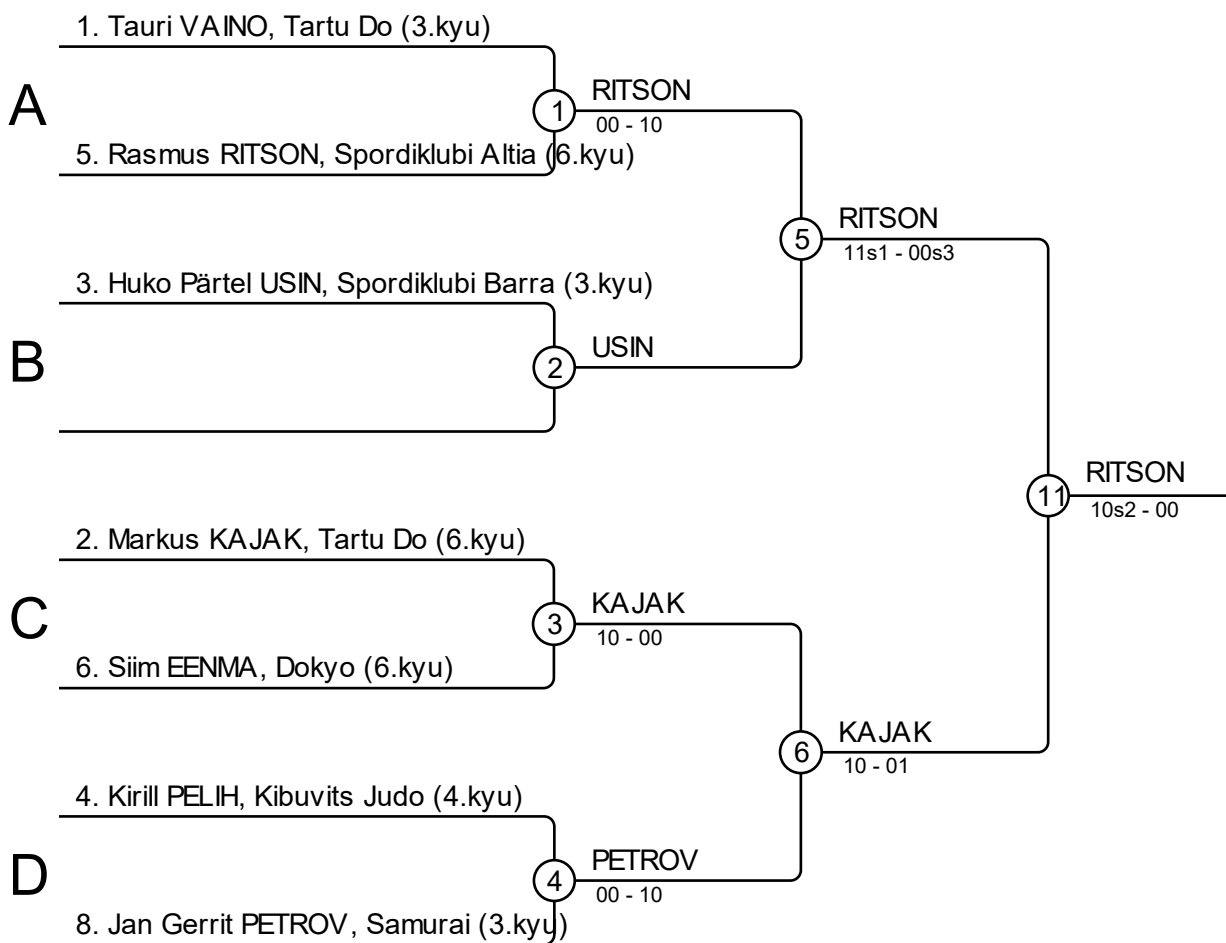 1. Tauri VAINO, Tartu Do (3.kyu)
A
1
RITSON
00 - 10
5. Rasmus RITSON, Spordiklubi Altia (6.kyu)
5
RITSON
11s1 - 00s3
3. Huko Pärtel USIN, Spordiklubi Barra (3.kyu)
B
2
USIN
11
RITSON
10s2 - 00
2. Markus KAJAK, Tartu Do (6.kyu)
C
3
KAJAK
10 - 00
6. Siim EENMA, Dokyo (6.kyu)
6
KAJAK
10 - 01
4. Kirill PELIH, Kibuvits Judo (4.kyu)
D
4
PETROV
00 - 10
8. Jan Gerrit PETROV, Samurai (3.kyu)